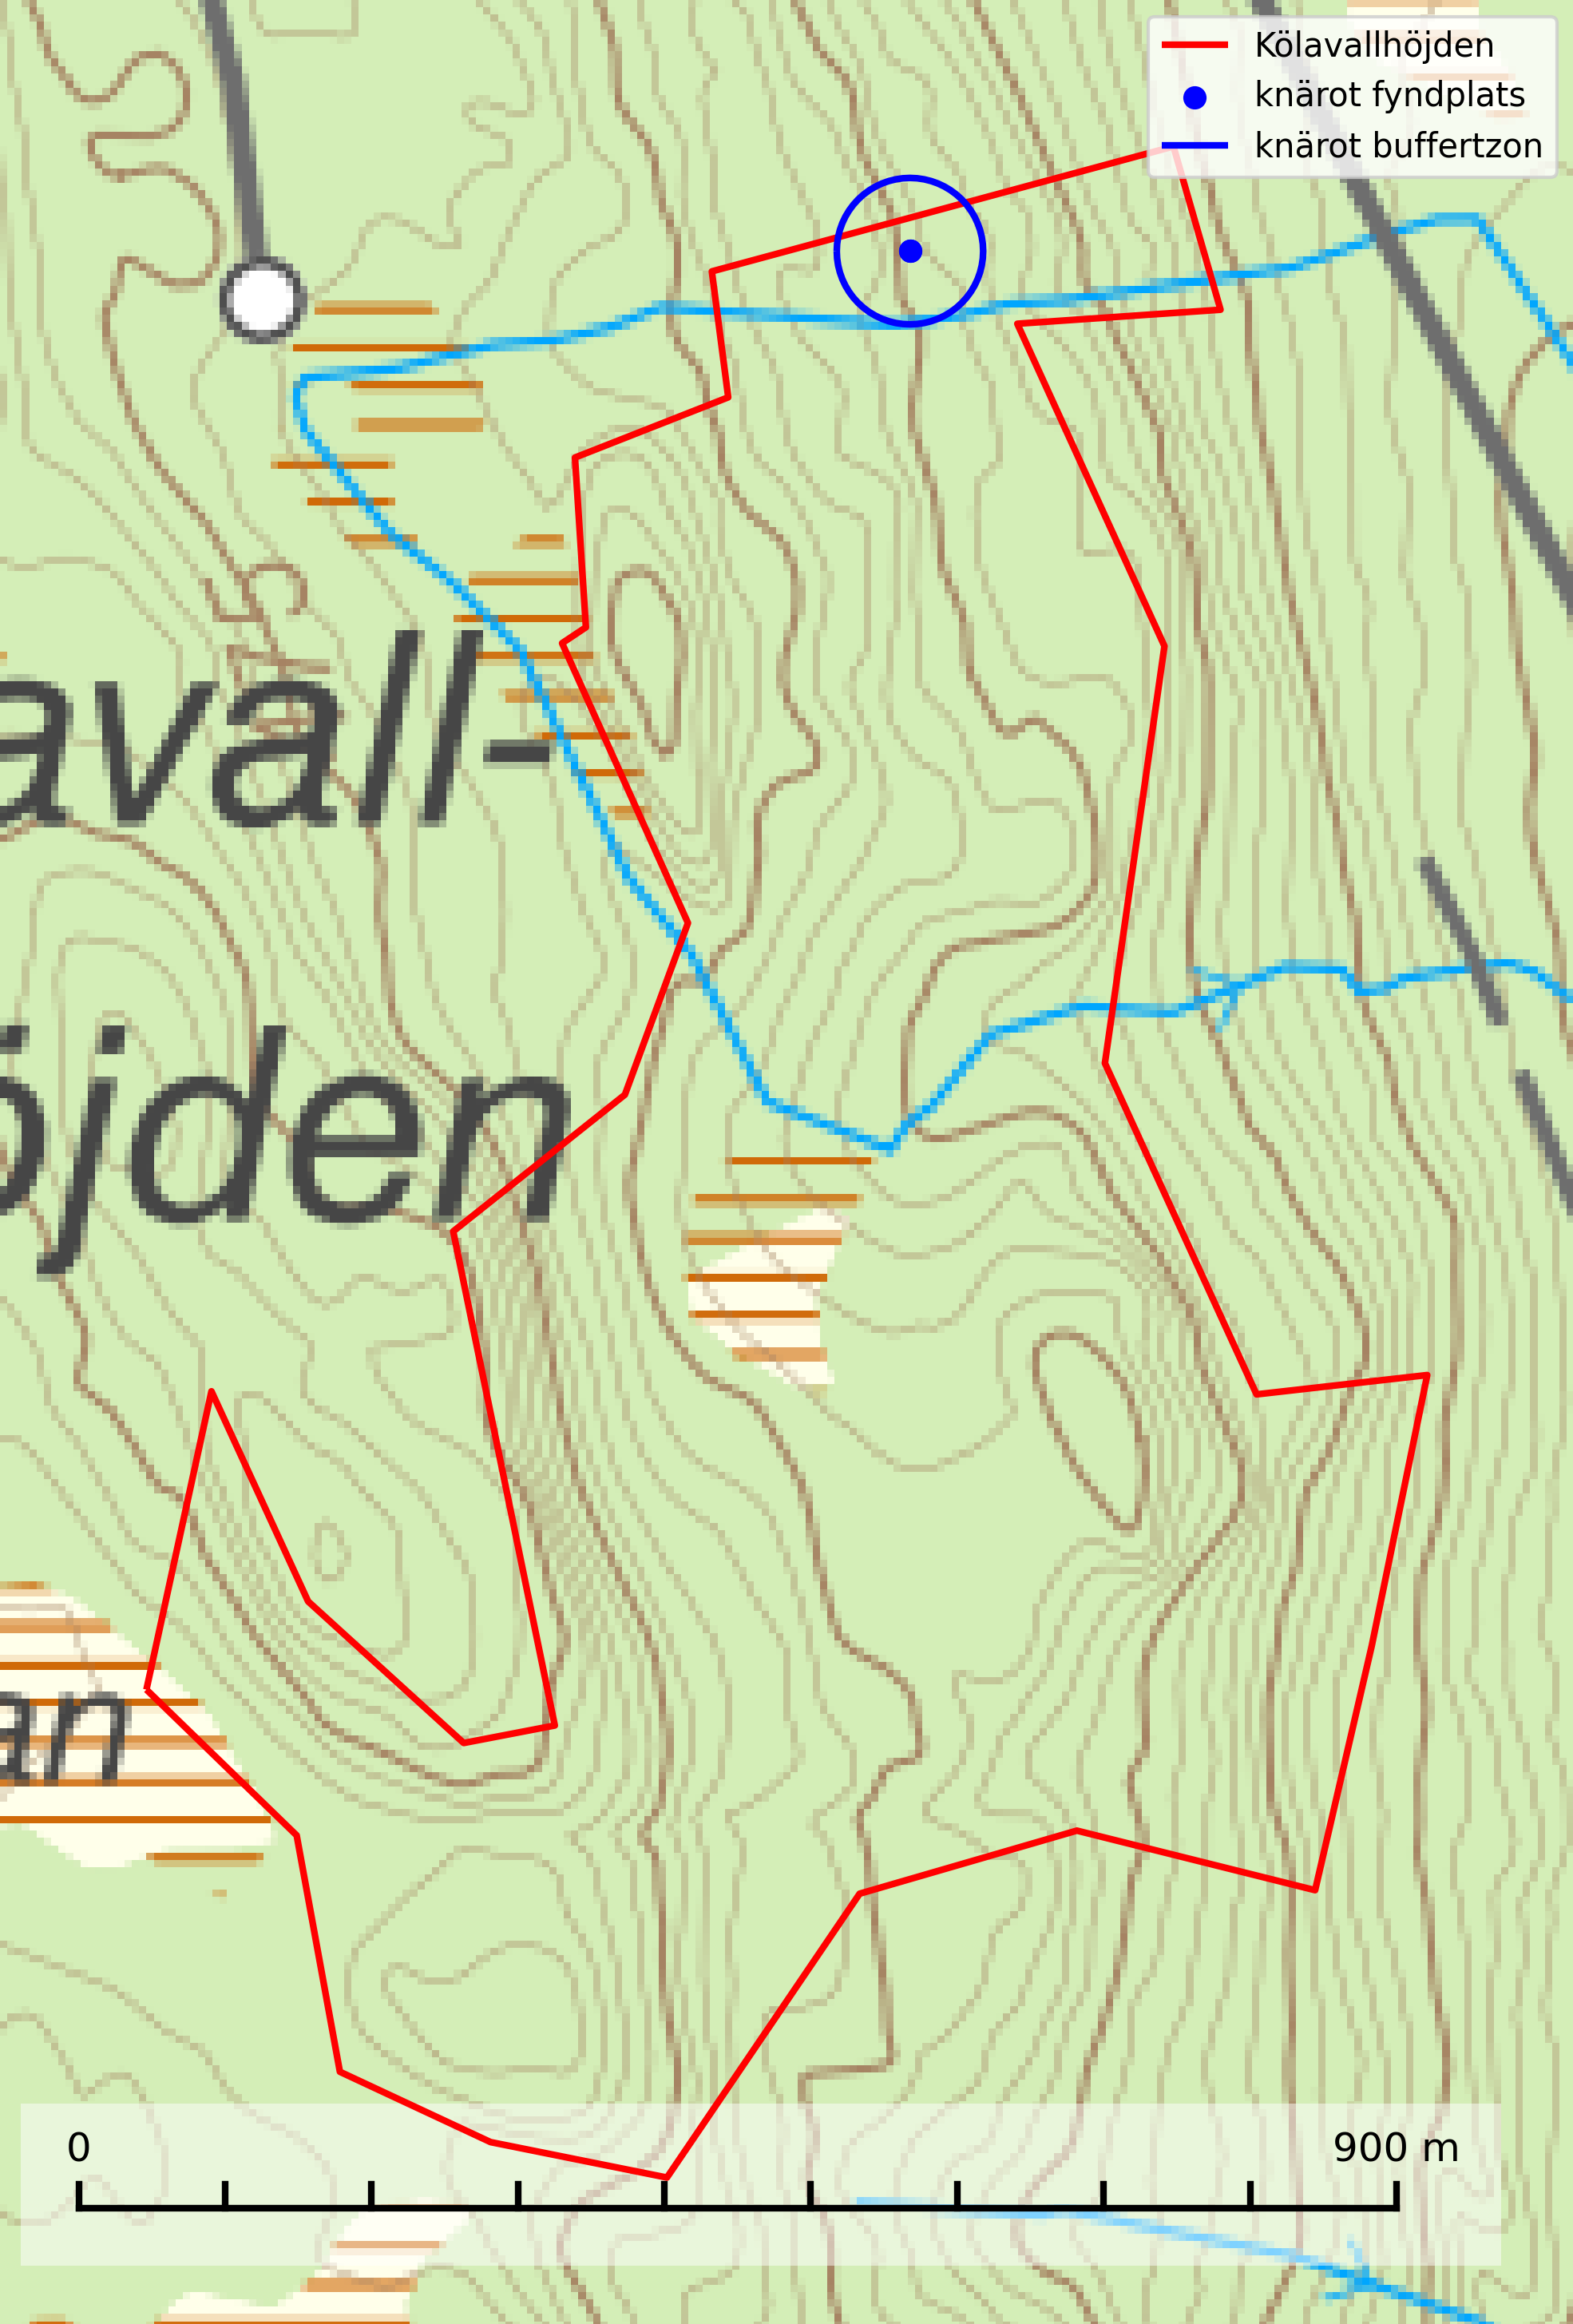 Kölavallhöjden
knärot fyndplats
knärot buffertzon
avall-
öjden
an
0
900 m